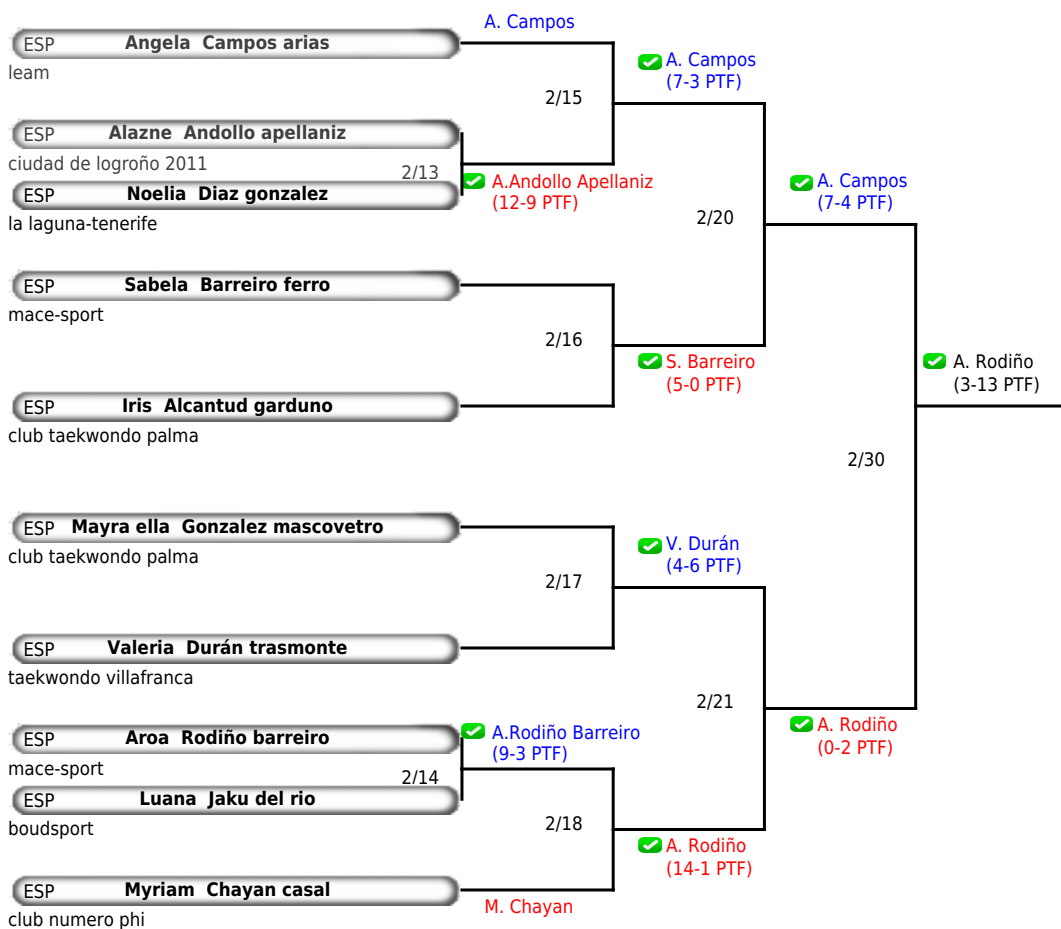 A. Campos
ESP Angela Campos arias
leam
A. Campos
(7-3 PTF)
2/15
ESP Alazne Andollo apellaniz
ciudad de logroño 2011
2/13
A.Andollo Apellaniz
(12-9 PTF)
ESP Noelia Diaz gonzalez
la laguna-tenerife
A. Campos
(7-4 PTF)
2/20
ESP Sabela Barreiro ferro
mace-sport
2/16
S. Barreiro
(5-0 PTF)
A. Rodiño
(3-13 PTF)
ESP Iris Alcantud garduno
club taekwondo palma
2/30
ESP Mayra ella Gonzalez mascovetro
club taekwondo palma
V. Durán
(4-6 PTF)
2/17
ESP Valeria Durán trasmonte
taekwondo villafranca
2/21
A. Rodiño
(0-2 PTF)
ESP Aroa Rodiño barreiro
mace-sport
A.Rodiño Barreiro
(9-3 PTF)
2/14
ESP Luana Jaku del rio
boudsport
2/18
A. Rodiño
(14-1 PTF)
ESP Myriam Chayan casal
club numero phi
M. Chayan